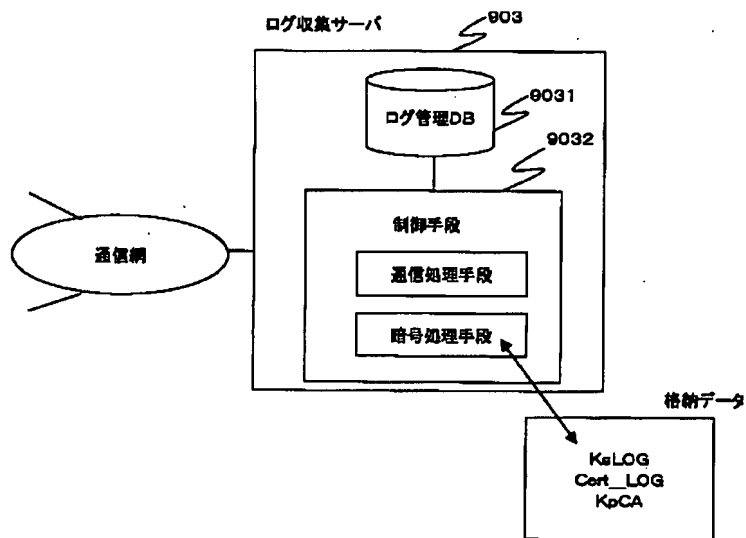 ログ収集サーバ
903
9031
ログ管理DB
9032
制御手段
通信網
通信処理手段
暗号処理手段
格納データ
KsLOG
Cert__LOG
KpCA